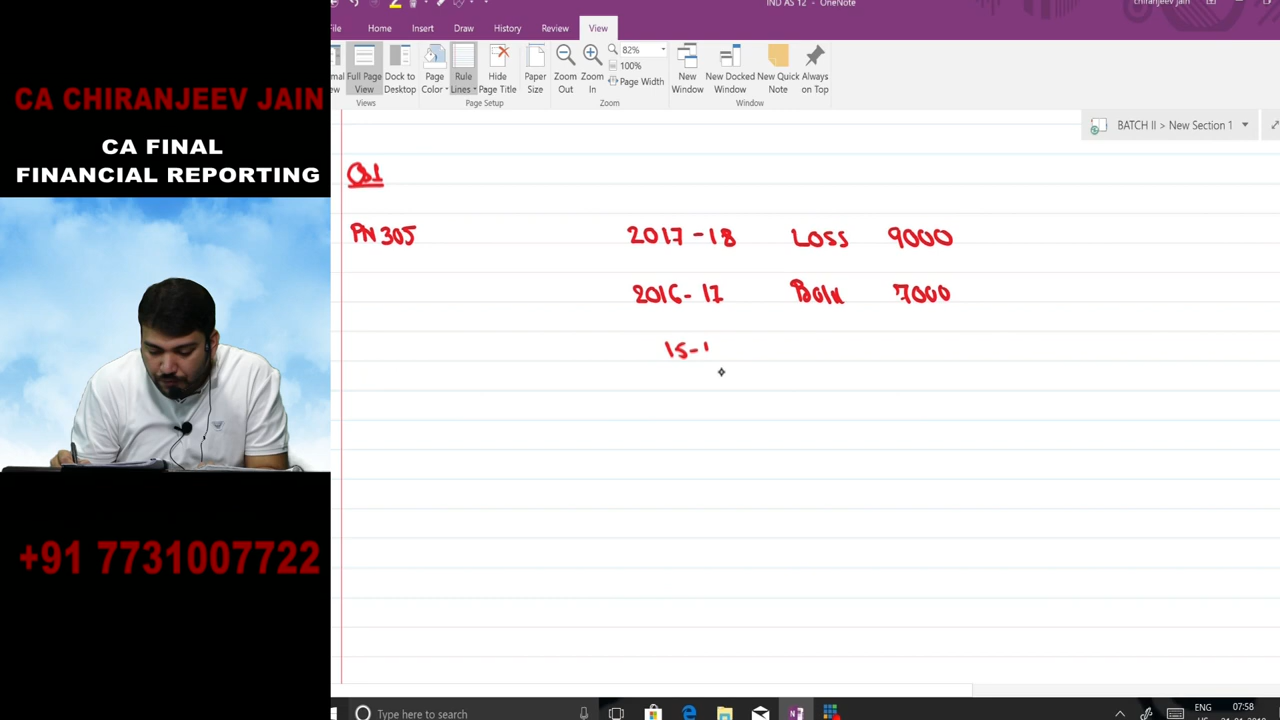 CA CHIRANJEEV JAIN
CA FINAL
FINANCIAL REPORTING
+91 7731007722
IND AS 12 - OneNote
chiranjeev jain
File Home Insert Draw History Review View
Full Page View
Dock to Desktop
Views
Page Color
Rule Lines
Hide Page Title
Paper Size
Page Setup
Zoom Out
Zoom In
82%
100%
Page Width
Zoom
New Window
New Docked Window
New Quick Note
Always on Top
Window
BATCH II > New Section 1
Qs1
PN 305 2017-18 Loss 9000
2016-17 7000
15-1
Type here to search
ENG
07:58